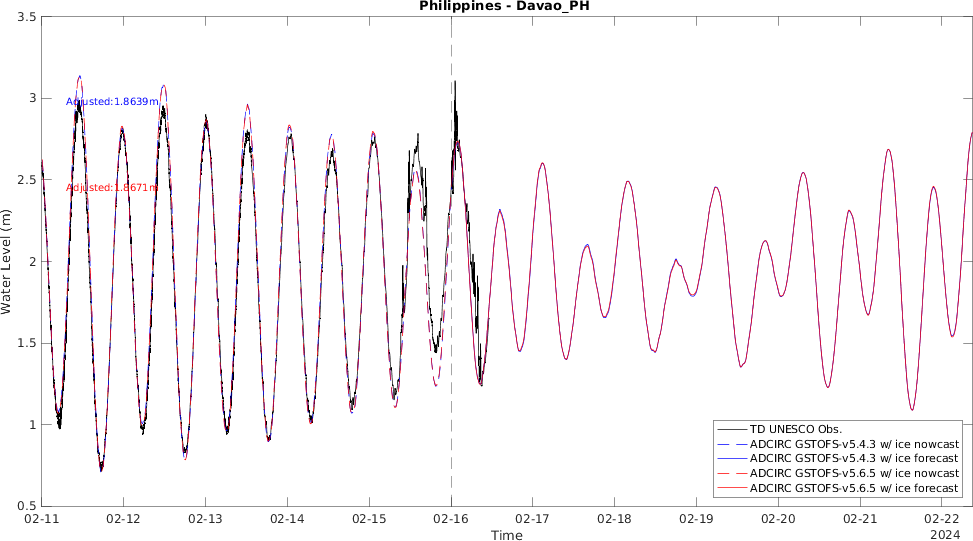 Philippines - Davao_PH
3.5
3
2.5
2
1.5
1
0.5
Water Level (m)
Adjusted:1.8639m
Adjusted:1.8671m
TD UNESCO Obs.
ADCIRC GSTOFS-v5.4.3 w/ ice nowcast
ADCIRC GSTOFS-v5.4.3 w/ ice forecast
ADCIRC GSTOFS-v5.6.5 w/ ice nowcast
ADCIRC GSTOFS-v5.6.5 w/ ice forecast
02-11 02-12 02-13 02-14 02-15 02-16 02-17 02-18 02-19 02-20 02-21 02-22
Time
2024